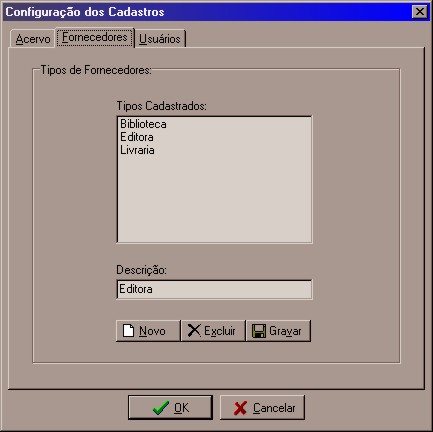 Configuração dos Cadastros
Acervo Fornecedores Usuários
Tipos de Fornecedores:
Tipos Cadastrados:
Biblioteca
Editora
Livraria
Descrição:
Editora
Novo Excluir Gravar
OK Cancelar